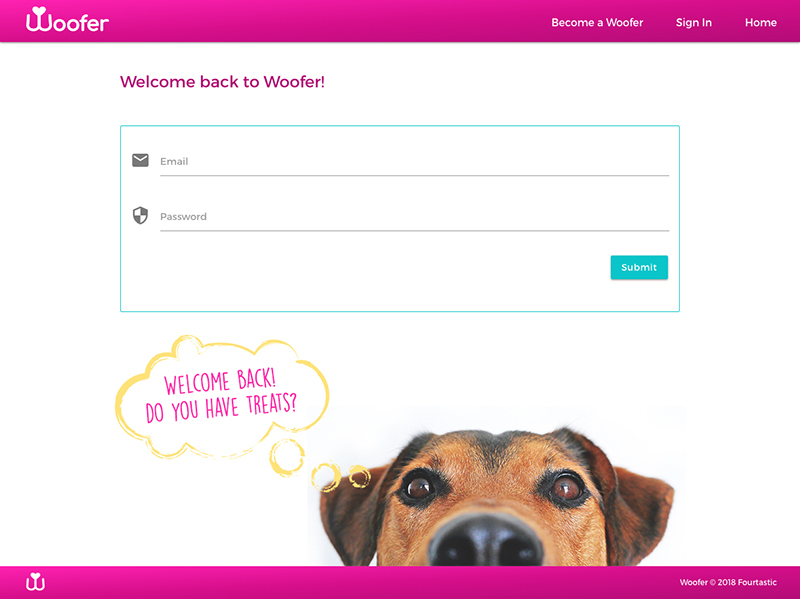 Woofer
Become a Woofer
Sign In
Home
Welcome back to Woofer!
Email
Password
Submit
WELCOME BACK!
DO YOU HAVE TREATS?
W
Woofer © 2018 Fourtastic